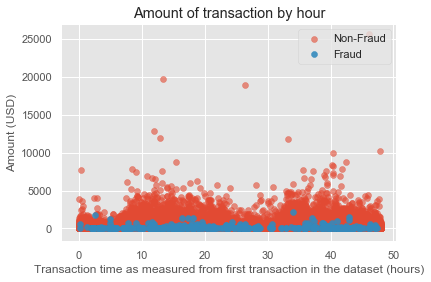 Amount of transaction by hour
Non-Fraud
Fraud
Amount (USD)
25000
20000
15000
10000
5000
0
0
10
20
30
40
50
Transaction time as measured from first transaction in the dataset (hours)